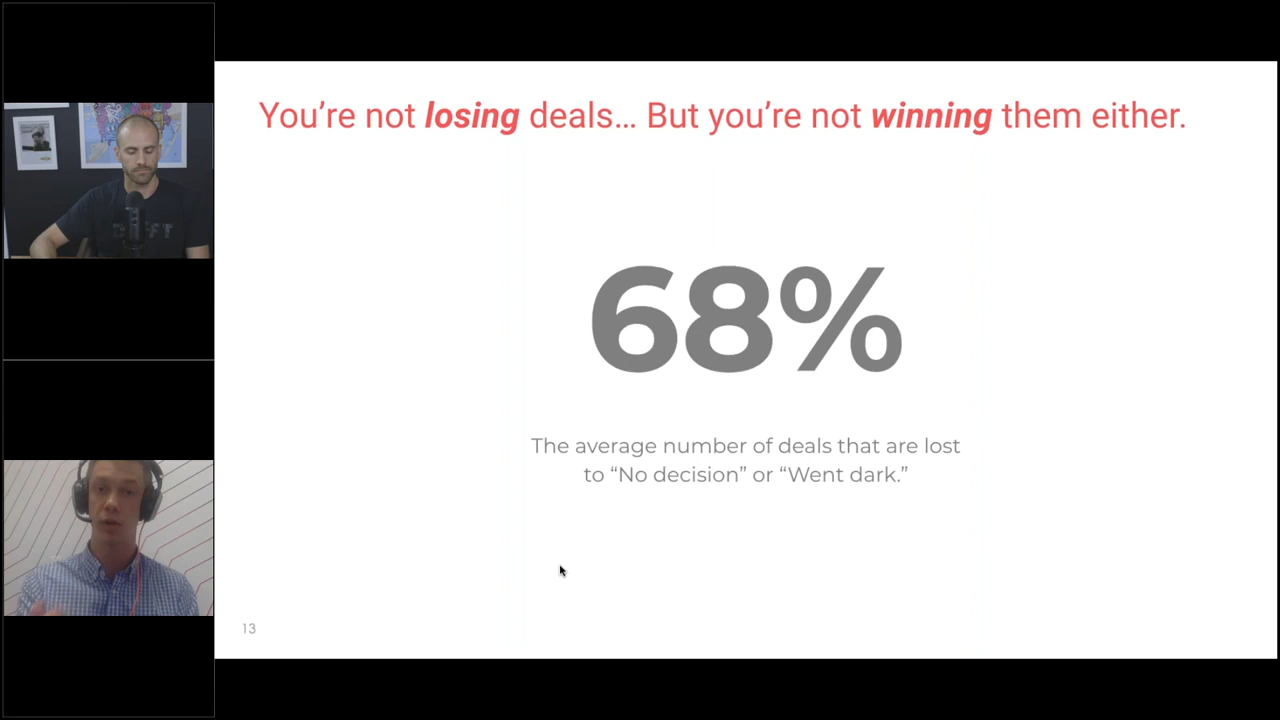 You’re not losing deals… But you’re not winning them either.
68%
The average number of deals that are lost
to “No decision” or “Went dark.”
13